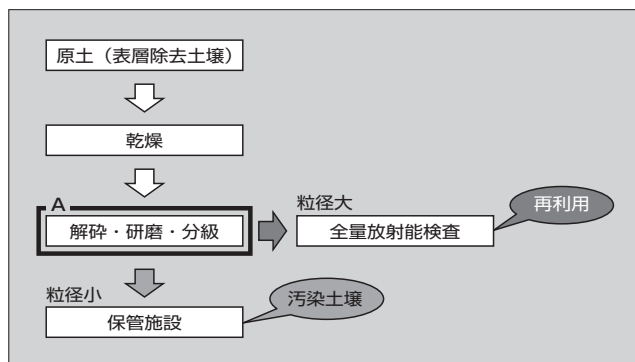 原土（表層除去土壌）
乾燥
A
解砕・研磨・分級
粒径大
全量放射能検査
再利用
粒径小
保管施設
汚染土壌